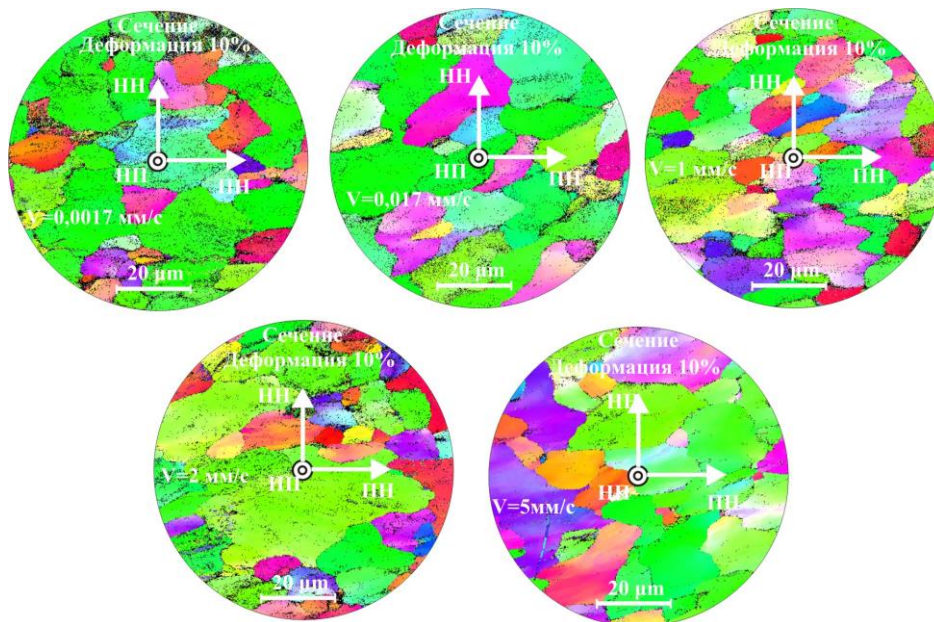 Сечение
Деформация 10%
НН
НП
ПН
V=0,0017 мм/с
20 µm
Сечение
Деформация 10%
НН
НП
ПН
V=0,017 мм/с
20 µm
Сечение
Деформация 10%
НН
V=1 мм/с
НП
ПН
20 µm
Сечение
Деформация 10%
НН
V=2 мм/с
НП
ПН
20 µm
Сечение
Деформация 10%
НН
НП
ПН
V=5мм/с
20 µm